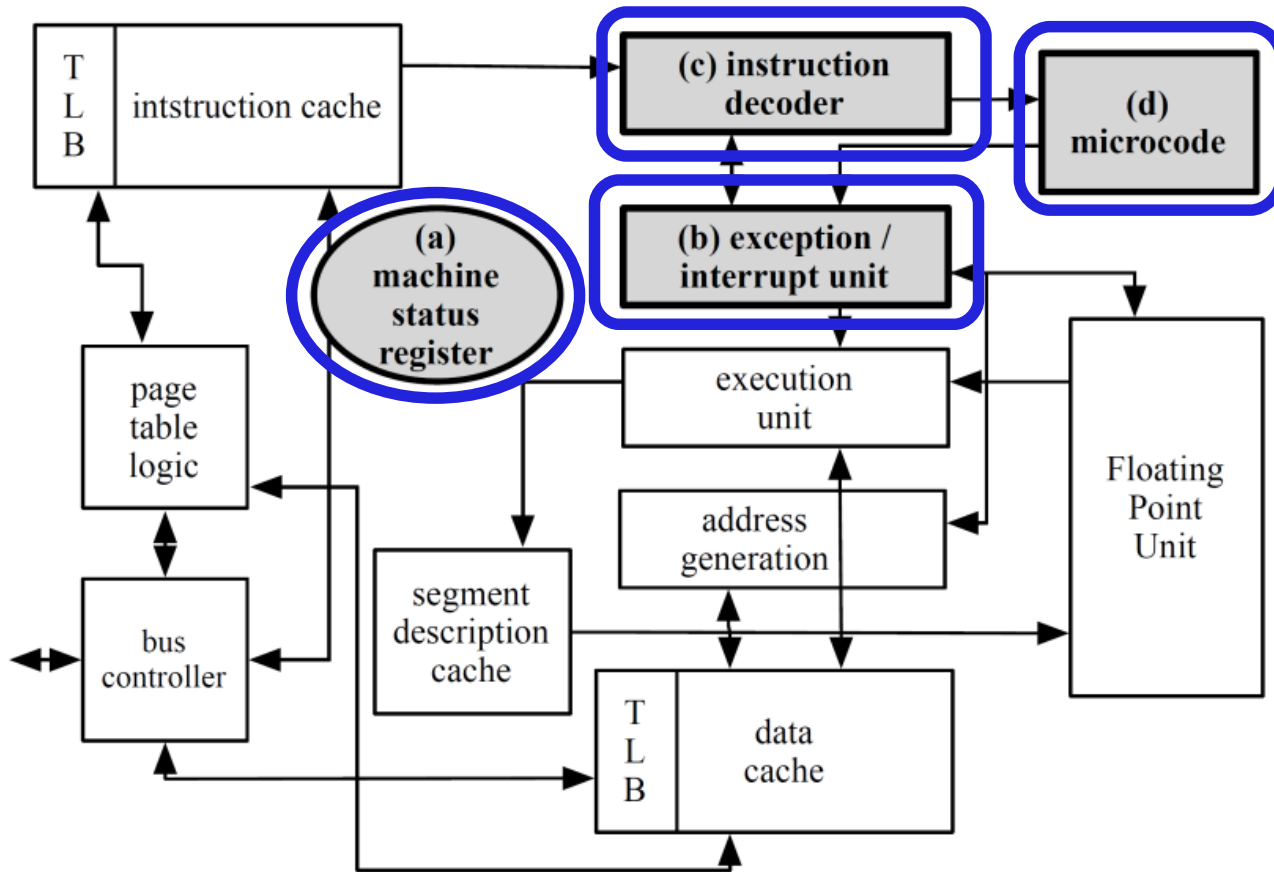 T
L
B
intstruction cache
(c) instruction
decoder
(d)
microcode
(a)
machine
status
register
(b) exception /
interrupt unit
page
table
logic
execution
unit
Floating
Point
Unit
address
generation
segment
description
cache
bus
controller
T
L
B
data
cache